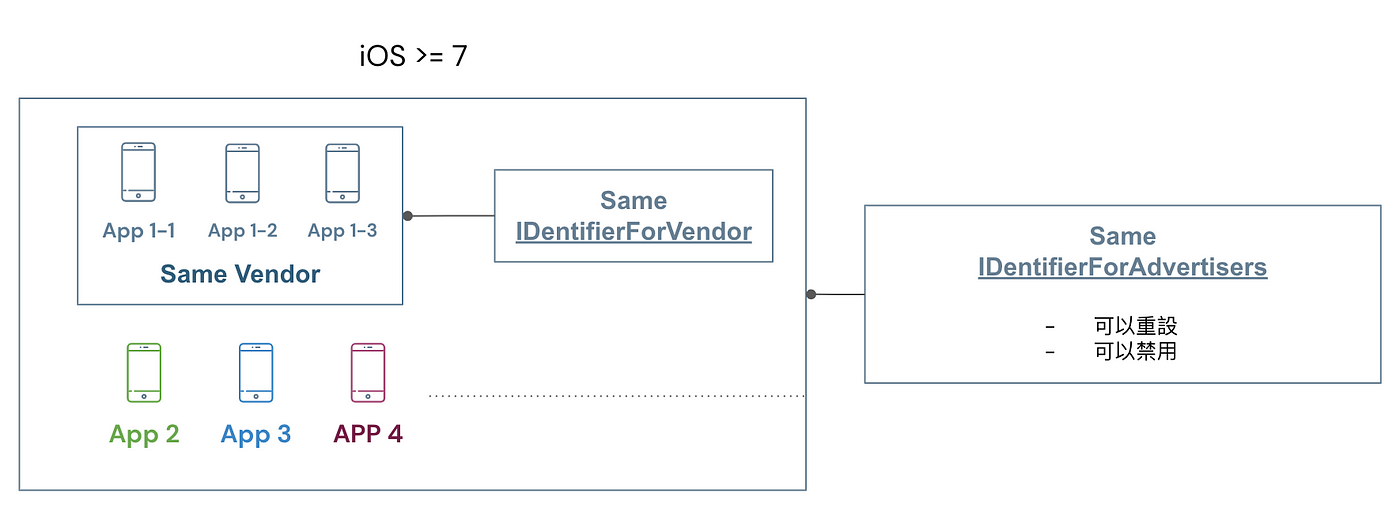 iOS >= 7
App 1-1
App 1-2
App 1-3
Same Vendor
Same
IDentifierForVendor
App 2
App 3
APP 4
Same
IDentifierForAdvertisers
- 可以重設
- 可以禁用